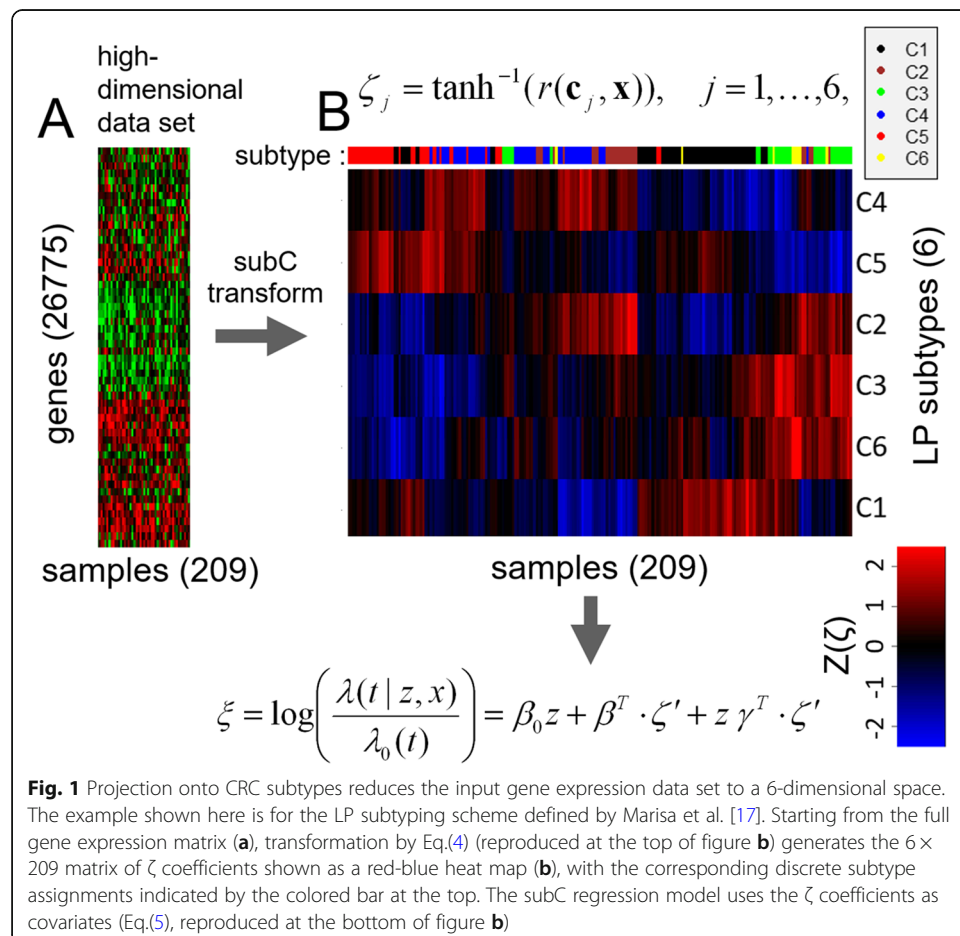 A
high-
dimensional
data set
genes (26775)
samples (209)
subC
transform
B
ζ_j = tanh⁻¹(r(c_j, x)), j = 1,…,6,
C1
C2
C3
C4
C5
C6
subtype :
C4
C5
C2
C3
C6
C1
LP subtypes (6)
samples (209)
2
1
0
-1
-2
Z(ζ)
ξ = log(λ(t | z, x) / λ₀(t)) = β₀z + β^T · ζ′ + z γ^T · ζ′
Fig. 1 Projection onto CRC subtypes reduces the input gene expression data set to a 6-dimensional space.
The example shown here is for the LP subtyping scheme defined by Marisa et al. [17]. Starting from the full
gene expression matrix (a), transformation by Eq.(4) (reproduced at the top of figure b) generates the 6 ×
209 matrix of ζ coefficients shown as a red-blue heat map (b), with the corresponding discrete subtype
assignments indicated by the colored bar at the top. The subC regression model uses the ζ coefficients as
covariates (Eq.(5), reproduced at the bottom of figure b)